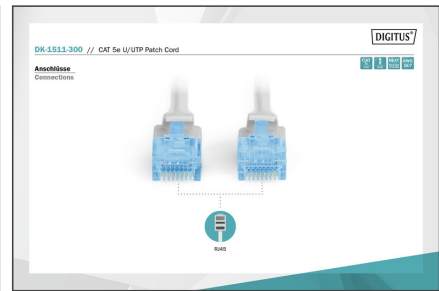 DIGITUS®
DK-1511-300 // CAT 5e U/UTP Patch Cord
Anschlüsse
Connections
RJ45